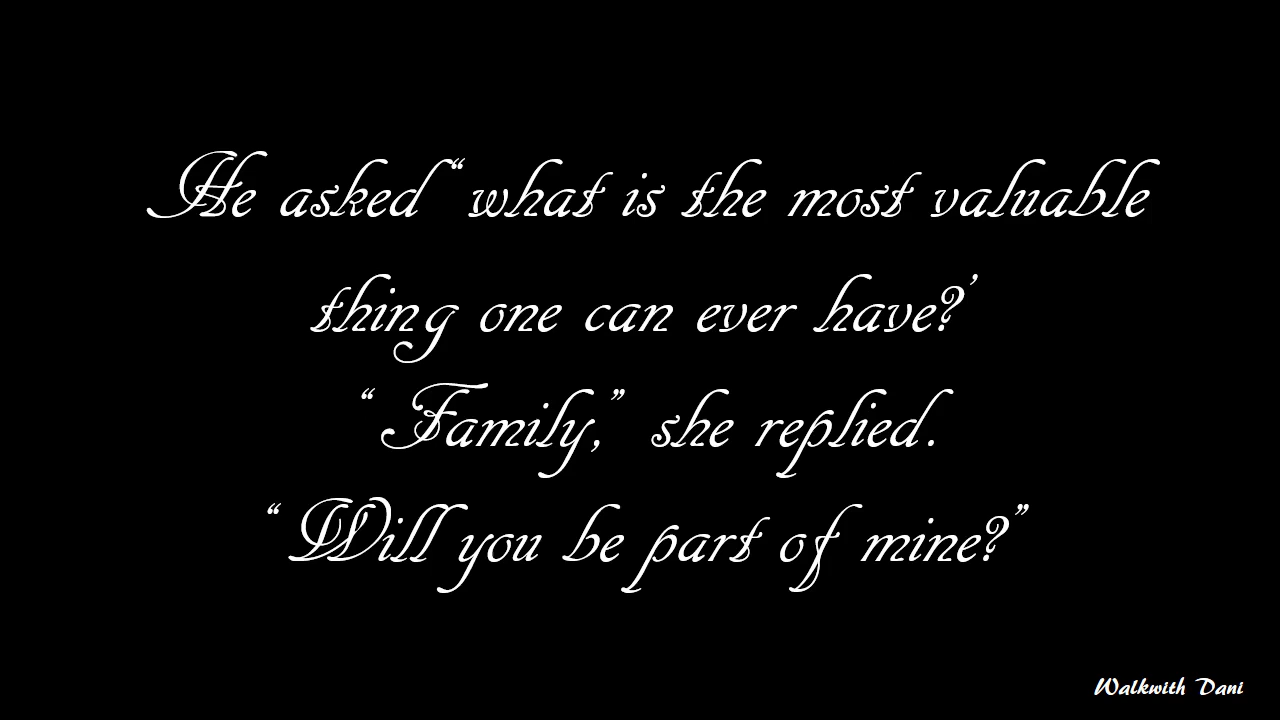 He asked “what is the most valuable
thing one can ever have?’
“Family,” she replied.
“Will you be part of mine?”
Walkwith Dani